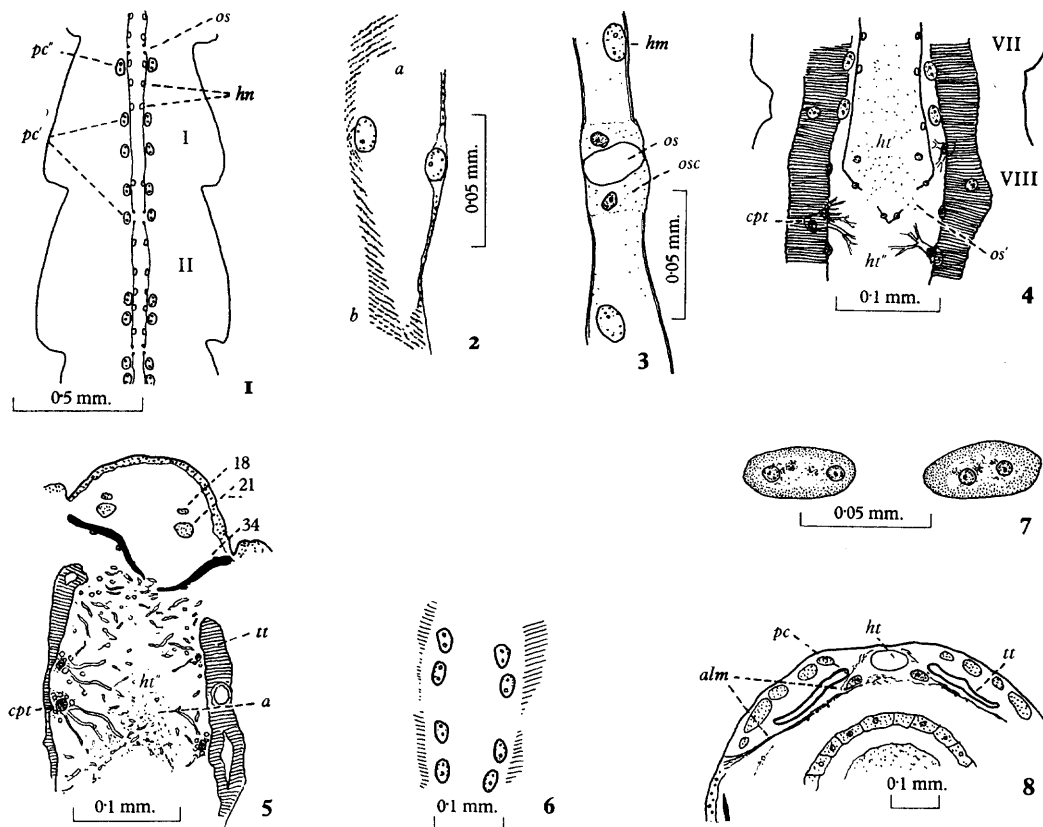 os
pc"
hn
pc'
I
II
0·5 mm.
1
a
b
0·05 mm.
2
hm
os
osc
0·05 mm.
3
VII
ht'
VIII
cpt
os'
ht"
0·1 mm.
4
18
21
34
tt
ht"
cpt
a
0·1 mm.
5
0·1 mm.
6
0·05 mm.
7
ht
pc
tt
alm
0·1 mm.
8